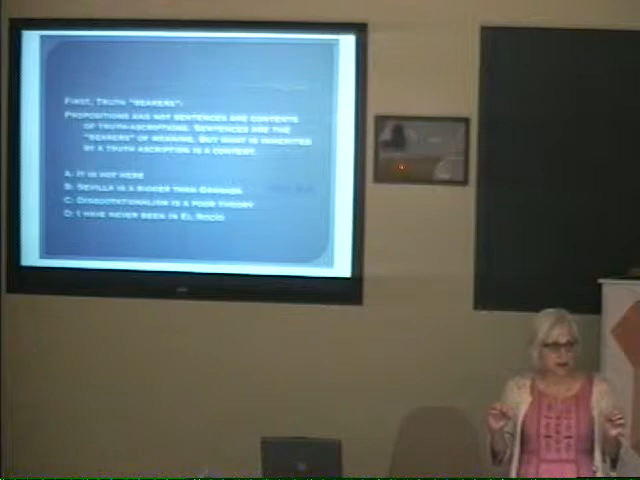 First, Truth "bearers":
Propositions and not sentences are contents
of truth-ascriptions. Sentences are the
"bearers" of meaning. But what is inherited
by a truth ascription is a content.
A: It is hot here
B: Sevilla is a bigger than Granada
C: Disquotationalism is a poor theory
D: I have never been in El Rocío